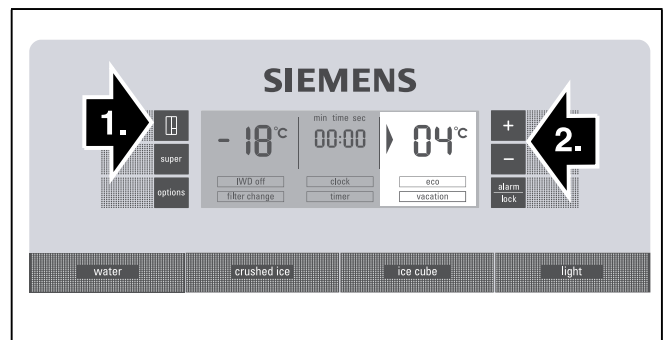 SIEMENS
1.
super
options
min time sec
- 18°C
00:00
04°C
IWD off
clock
eco
filter change
timer
vacation
+
2.
−
alarm
lock
water
crushed ice
ice cube
light